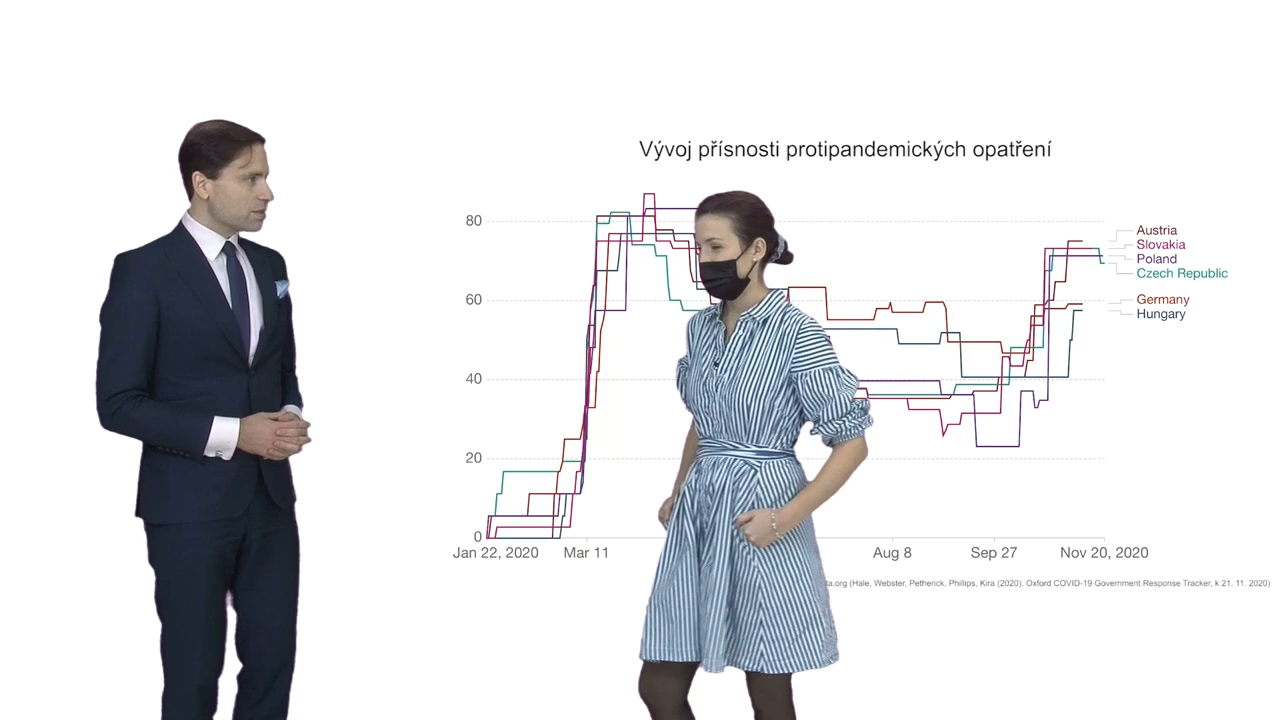 Vývoj přísnosti protipandemických opatření
80
60
40
20
0
Jan 22, 2020 Mar 11 Aug 8 Sep 27 Nov 20, 2020
Austria
Slovakia
Poland
Czech Republic
Germany
Hungary
(Hale, Webster, Petherick, Phillips, Kira (2020). Oxford COVID-19 Government Response Tracker, k 21. 11. 2020)